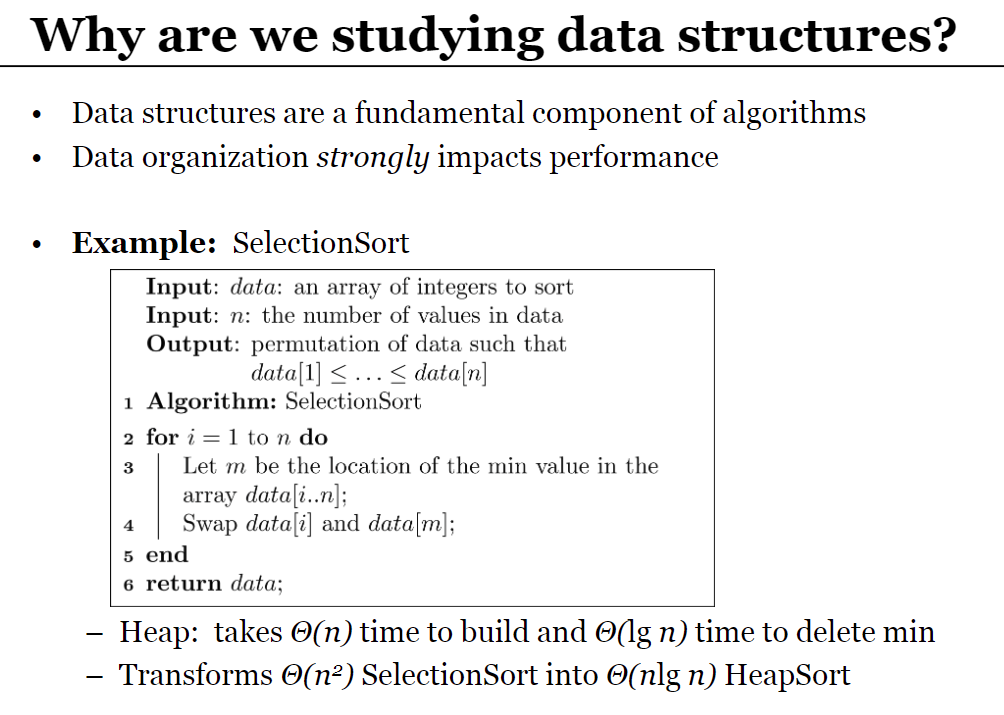 Why are we studying data structures?
• Data structures are a fundamental component of algorithms
• Data organization strongly impacts performance
• Example: SelectionSort
Input: data: an array of integers to sort
Input: n: the number of values in data
Output: permutation of data such that
data[1] ≤ … ≤ data[n]
1 Algorithm: SelectionSort
2 for i = 1 to n do
3 Let m be the location of the min value in the
array data[i..n];
4 Swap data[i] and data[m];
5 end
6 return data;
– Heap: takes Θ(n) time to build and Θ(lg n) time to delete min
– Transforms Θ(n²) SelectionSort into Θ(nlg n) HeapSort